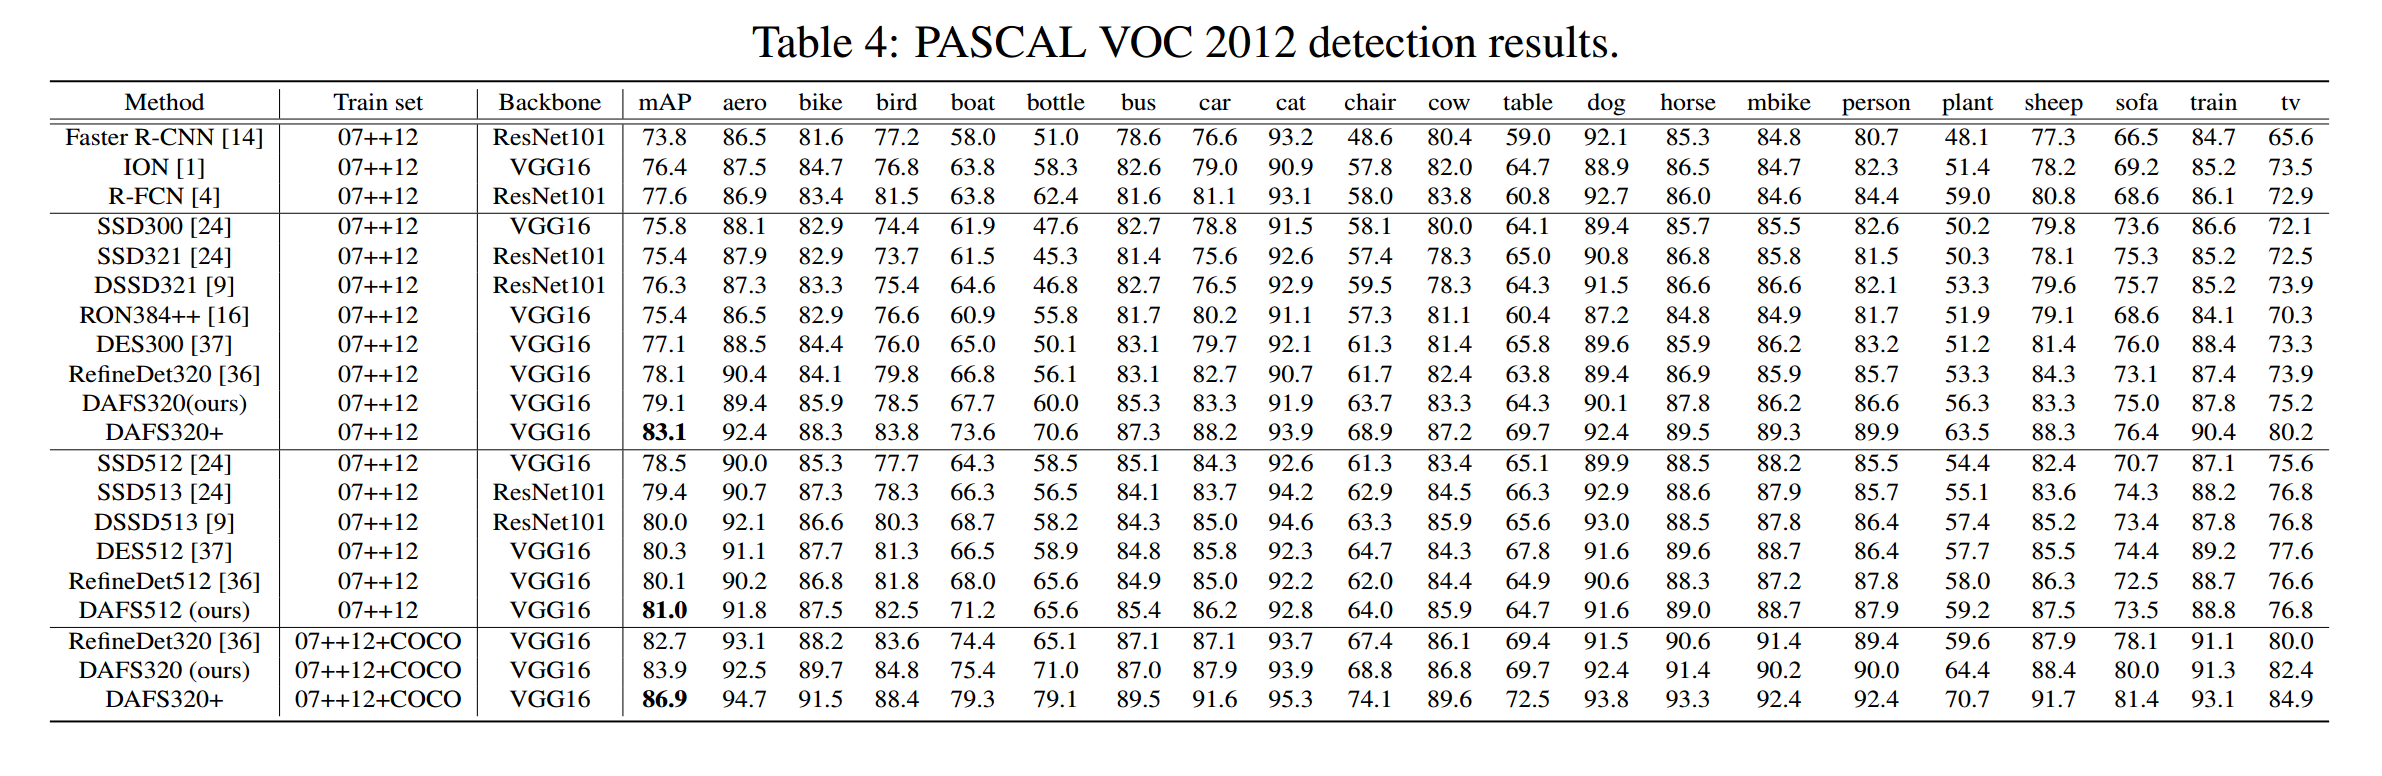 Table 4: PASCAL VOC 2012 detection results.
Method Train set Backbone mAP aero bike bird boat bottle bus car cat chair cow table dog horse mbike person plant sheep sofa train tv
Faster R-CNN [14] 07++12 ResNet101 73.8 86.5 81.6 77.2 58.0 51.0 78.6 76.6 93.2 48.6 80.4 59.0 92.1 85.3 84.8 80.7 48.1 77.3 66.5 84.7 65.6
ION [1] 07++12 VGG16 76.4 87.5 84.7 76.8 63.8 58.3 82.6 79.0 90.9 57.8 82.0 64.7 88.9 86.5 84.7 82.3 51.4 78.2 69.2 85.2 73.5
R-FCN [4] 07++12 ResNet101 77.6 86.9 83.4 81.5 63.8 62.4 81.6 81.1 93.1 58.0 83.8 60.8 92.7 86.0 84.6 84.4 59.0 80.8 68.6 86.1 72.9
SSD300 [24] 07++12 VGG16 75.8 88.1 82.9 74.4 61.9 47.6 82.7 78.8 91.5 58.1 80.0 64.1 89.4 85.7 85.5 82.6 50.2 79.8 73.6 86.6 72.1
SSD321 [24] 07++12 ResNet101 75.4 87.9 82.9 73.7 61.5 45.3 81.4 75.6 92.6 57.4 78.3 65.0 90.8 86.8 85.8 81.5 50.3 78.1 75.3 85.2 72.5
DSSD321 [9] 07++12 ResNet101 76.3 87.3 83.3 75.4 64.6 46.8 82.7 76.5 92.9 59.5 78.3 64.3 91.5 86.6 86.6 82.1 53.3 79.6 75.7 85.2 73.9
RON384++ [16] 07++12 VGG16 75.4 86.5 82.9 76.6 60.9 55.8 81.7 80.2 91.1 57.3 81.1 60.4 87.2 84.8 84.9 81.7 51.9 79.1 68.6 84.1 70.3
DES300 [37] 07++12 VGG16 77.1 88.5 84.4 76.0 65.0 50.1 83.1 79.7 92.1 61.3 81.4 65.8 89.6 85.9 86.2 83.2 51.2 81.4 76.0 88.4 73.3
RefineDet320 [36] 07++12 VGG16 78.1 90.4 84.1 79.8 66.8 56.1 83.1 82.7 90.7 61.7 82.4 63.8 89.4 86.9 85.9 85.7 53.3 84.3 73.1 87.4 73.9
DAFS320(ours) 07++12 VGG16 79.1 89.4 85.9 78.5 67.7 60.0 85.3 83.3 91.9 63.7 83.3 64.3 90.1 87.8 86.2 86.6 56.3 83.3 75.0 87.8 75.2
DAFS320+ 07++12 VGG16 83.1 92.4 88.3 83.8 73.6 70.6 87.3 88.2 93.9 68.9 87.2 69.7 92.4 89.5 89.3 89.9 63.5 88.3 76.4 90.4 80.2
SSD512 [24] 07++12 VGG16 78.5 90.0 85.3 77.7 64.3 58.5 85.1 84.3 92.6 61.3 83.4 65.1 89.9 88.5 88.2 85.5 54.4 82.4 70.7 87.1 75.6
SSD513 [24] 07++12 ResNet101 79.4 90.7 87.3 78.3 66.3 56.5 84.1 83.7 94.2 62.9 84.5 66.3 92.9 88.6 87.9 85.7 55.1 83.6 74.3 88.2 76.8
DSSD513 [9] 07++12 ResNet101 80.0 92.1 86.6 80.3 68.7 58.2 84.3 85.0 94.6 63.3 85.9 65.6 93.0 88.5 87.8 86.4 57.4 85.2 73.4 87.8 76.8
DES512 [37] 07++12 VGG16 80.3 91.1 87.7 81.3 66.5 58.9 84.8 85.8 92.3 64.7 84.3 67.8 91.6 89.6 88.7 86.4 57.7 85.5 74.4 89.2 77.6
RefineDet512 [36] 07++12 VGG16 80.1 90.2 86.8 81.8 68.0 65.6 84.9 85.0 92.2 62.0 84.4 64.9 90.6 88.3 87.2 87.8 58.0 86.3 72.5 88.7 76.6
DAFS512 (ours) 07++12 VGG16 81.0 91.8 87.5 82.5 71.2 65.6 85.4 86.2 92.8 64.0 85.9 64.7 91.6 89.0 88.7 87.9 59.2 87.5 73.5 88.8 76.8
RefineDet320 [36] 07++12+COCO VGG16 82.7 93.1 88.2 83.6 74.4 65.1 87.1 87.1 93.7 67.4 86.1 69.4 91.5 90.6 91.4 89.4 59.6 87.9 78.1 91.1 80.0
DAFS320 (ours) 07++12+COCO VGG16 83.9 92.5 89.7 84.8 75.4 71.0 87.0 87.9 93.9 68.8 86.8 69.7 92.4 91.4 90.2 90.0 64.4 88.4 80.0 91.3 82.4
DAFS320+ 07++12+COCO VGG16 86.9 94.7 91.5 88.4 79.3 79.1 89.5 91.6 95.3 74.1 89.6 72.5 93.8 93.3 92.4 92.4 70.7 91.7 81.4 93.1 84.9